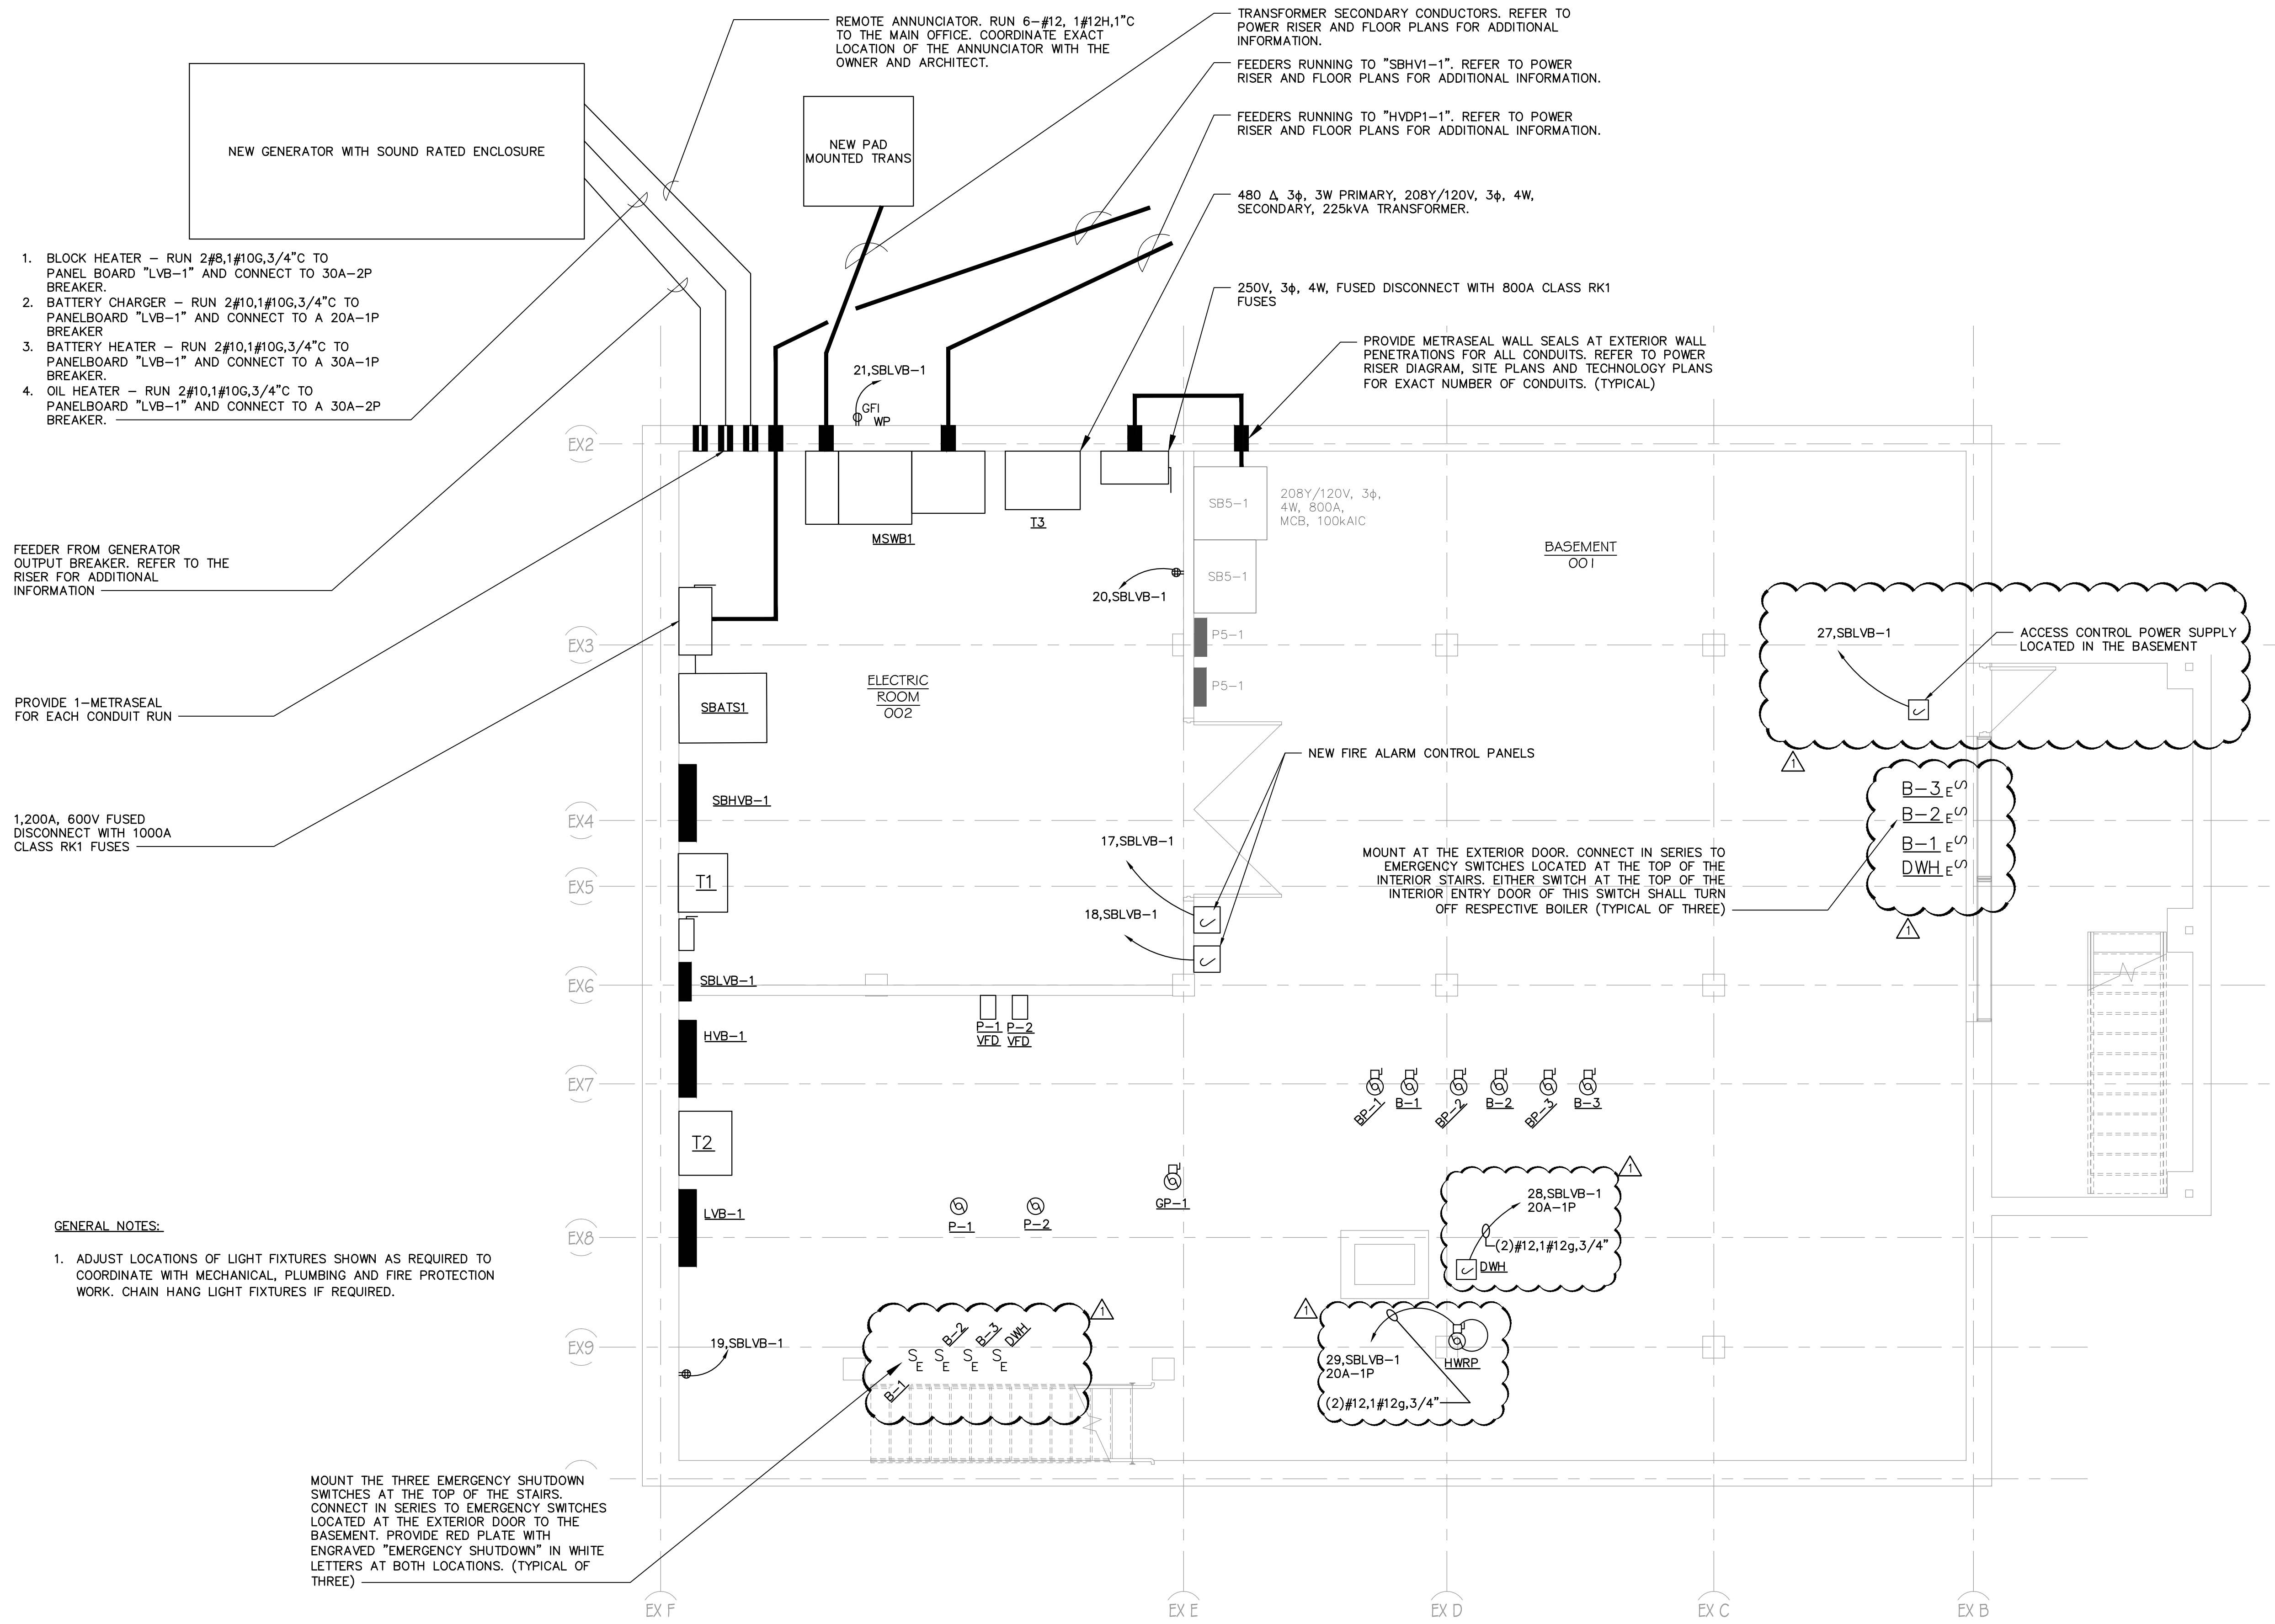 REMOTE ANNUNCIATOR. RUN 6-#12, 1#12H,1"C
TO THE MAIN OFFICE. COORDINATE EXACT
LOCATION OF THE ANNUNCIATOR WITH THE
OWNER AND ARCHITECT.
TRANSFORMER SECONDARY CONDUCTORS. REFER TO
POWER RISER AND FLOOR PLANS FOR ADDITIONAL
INFORMATION.
FEEDERS RUNNING TO "SBHV1-1". REFER TO POWER
RISER AND FLOOR PLANS FOR ADDITIONAL INFORMATION.
FEEDERS RUNNING TO "HVDP1-1". REFER TO POWER
RISER AND FLOOR PLANS FOR ADDITIONAL INFORMATION.
480 Δ, 3ϕ, 3W PRIMARY, 208Y/120V, 3ϕ, 4W,
SECONDARY, 225kVA TRANSFORMER.
250V, 3ϕ, 4W, FUSED DISCONNECT WITH 800A CLASS RK1
FUSES
PROVIDE METRASEAL WALL SEALS AT EXTERIOR WALL
PENETRATIONS FOR ALL CONDUITS. REFER TO POWER
RISER DIAGRAM, SITE PLANS AND TECHNOLOGY PLANS
FOR EXACT NUMBER OF CONDUITS. (TYPICAL)
NEW GENERATOR WITH SOUND RATED ENCLOSURE
NEW PAD
MOUNTED TRANS
1. BLOCK HEATER - RUN 2#8,1#10G,3/4"C TO
PANEL BOARD "LVB-1" AND CONNECT TO 30A-2P
BREAKER.
2. BATTERY CHARGER - RUN 2#10,1#10G,3/4"C TO
PANELBOARD "LVB-1" AND CONNECT TO A 20A-1P
BREAKER
3. BATTERY HEATER - RUN 2#10,1#10G,3/4"C TO
PANELBOARD "LVB-1" AND CONNECT TO A 30A-1P
BREAKER.
4. OIL HEATER - RUN 2#10,1#10G,3/4"C TO
PANELBOARD "LVB-1" AND CONNECT TO A 30A-2P
BREAKER.
21,SBLVB-1
GFI
WP
EX2
MSWB1
T3
SB5-1
208Y/120V, 3ϕ,
4W, 800A,
MCB, 100kAIC
SB5-1
20,SBLVB-1
BASEMENT
001
FEEDER FROM GENERATOR
OUTPUT BREAKER. REFER TO THE
RISER FOR ADDITIONAL
INFORMATION
EX3
P5-1
P5-1
27,SBLVB-1
ACCESS CONTROL POWER SUPPLY
LOCATED IN THE BASEMENT
1
ELECTRIC
ROOM
002
SBATS1
PROVIDE 1-METRASEAL
FOR EACH CONDUIT RUN
NEW FIRE ALARM CONTROL PANELS
SBHVB-1
EX4
1,200A, 600V FUSED
DISCONNECT WITH 1000A
CLASS RK1 FUSES
B-3 ES
B-2 ES
B-1 ES
DWH ES
1
17,SBLVB-1
18,SBLVB-1
MOUNT AT THE EXTERIOR DOOR. CONNECT IN SERIES TO
EMERGENCY SWITCHES LOCATED AT THE TOP OF THE
INTERIOR STAIRS. EITHER SWITCH AT THE TOP OF THE
INTERIOR ENTRY DOOR OF THIS SWITCH SHALL TURN
OFF RESPECTIVE BOILER (TYPICAL OF THREE)
T1
EX5
SBLVB-1
EX6
P-1
VFD
P-2
VFD
HVB-1
EX7
BP-1
B-1
BP-2
B-2
BP-3
B-3
T2
LVB-1
P-1
P-2
GP-1
EX8
1
28,SBLVB-1
20A-1P
(2)#12,1#12g,3/4"
DWH
GENERAL NOTES:
1. ADJUST LOCATIONS OF LIGHT FIXTURES SHOWN AS REQUIRED TO
COORDINATE WITH MECHANICAL, PLUMBING AND FIRE PROTECTION
WORK. CHAIN HANG LIGHT FIXTURES IF REQUIRED.
EX9
19,SBLVB-1
B-2
B-3
DWH
SE SE SE SE
B-1
1
1
29,SBLVB-1
20A-1P
HWRP
(2)#12,1#12g,3/4"
MOUNT THE THREE EMERGENCY SHUTDOWN
SWITCHES AT THE TOP OF THE STAIRS.
CONNECT IN SERIES TO EMERGENCY SWITCHES
LOCATED AT THE EXTERIOR DOOR TO THE
BASEMENT. PROVIDE RED PLATE WITH
ENGRAVED "EMERGENCY SHUTDOWN" IN WHITE
LETTERS AT BOTH LOCATIONS. (TYPICAL OF
THREE)
EX F
EX E
EX D
EX C
EX B